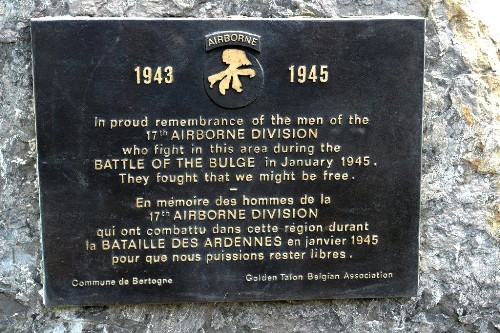 AIRBORNE
1943 1945
In proud remembrance of the men of the
17th AIRBORNE DIVISION
who fight in this area during the
BATTLE OF THE BULGE in January 1945.
They fought that we might be free.
–
En mémoire des hommes de la
17th AIRBORNE DIVISION
qui ont combattu dans cette région durant
la BATAILLE DES ARDENNES en janvier 1945
pour que nous puissions rester libres.
Commune de Bertogne Golden Talon Belgian Association